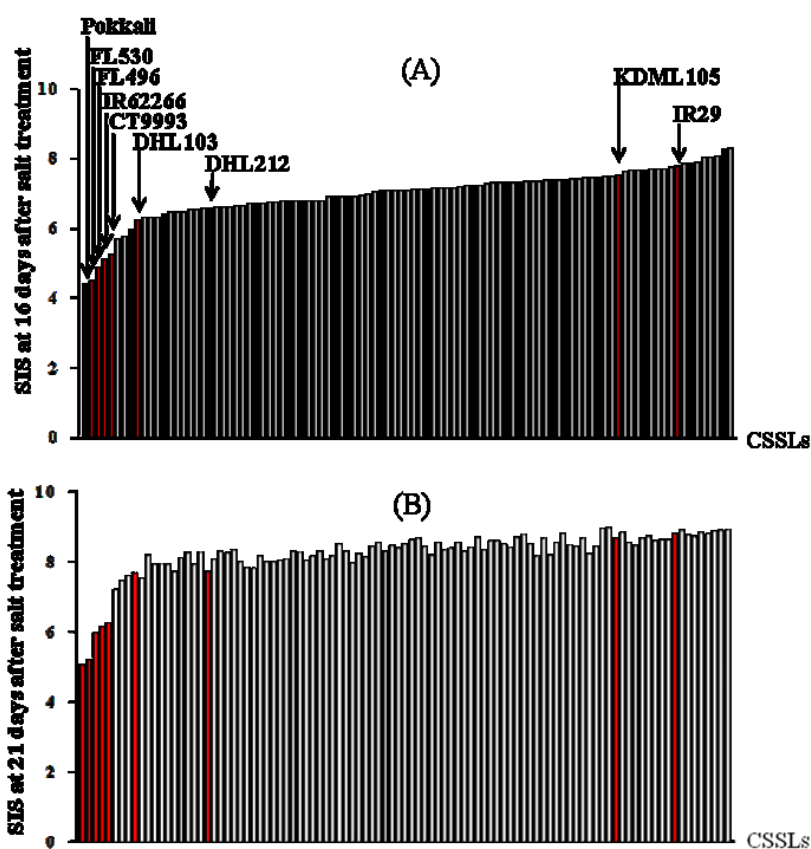 Pokkali
FL530
FL496
IR62266
CT9993
DHL103
DHL212
(A)
KDML105
IR29
SIS at 16 days after salt treatment
10
8
6
4
2
0
CSSLs
(B)
SIS at 21 days after salt treatment
10
8
6
4
2
0
CSSLs